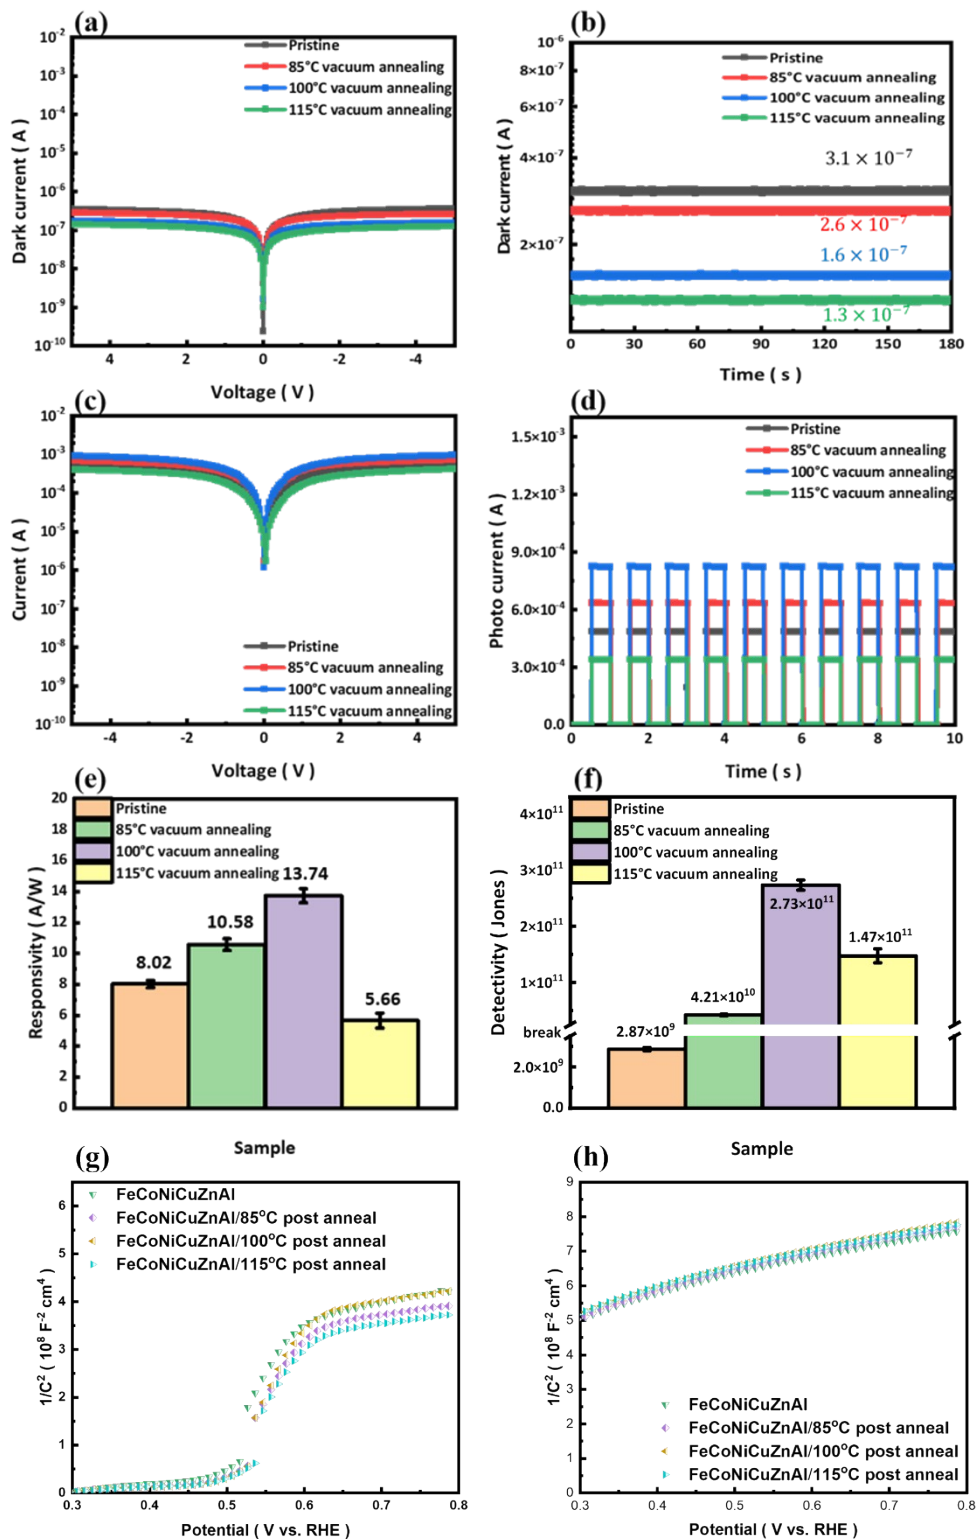 (a)
Dark current ( A )
10⁻²
10⁻³
10⁻⁴
10⁻⁵
10⁻⁶
10⁻⁷
10⁻⁸
10⁻⁹
10⁻¹⁰
Pristine
85°C vacuum annealing
100°C vacuum annealing
115°C vacuum annealing
4 2 0 -2 -4
Voltage ( V )
(b)
Dark current ( A )
10⁻⁶
8×10⁻⁷
6×10⁻⁷
4×10⁻⁷
2×10⁻⁷
Pristine
85°C vacuum annealing
100°C vacuum annealing
115°C vacuum annealing
3.1 × 10⁻⁷
2.6 × 10⁻⁷
1.6 × 10⁻⁷
1.3 × 10⁻⁷
0 30 60 90 120 150 180
Time ( s )
(c)
Current ( A )
10⁻²
10⁻³
10⁻⁴
10⁻⁵
10⁻⁶
10⁻⁷
10⁻⁸
10⁻⁹
10⁻¹⁰
Pristine
85°C vacuum annealing
100°C vacuum annealing
115°C vacuum annealing
-4 -2 0 2 4
Voltage ( V )
(d)
Photo current ( A )
1.5×10⁻³
1.2×10⁻³
9.0×10⁻⁴
6.0×10⁻⁴
3.0×10⁻⁴
0.0
Pristine
85°C vacuum annealing
100°C vacuum annealing
115°C vacuum annealing
0 2 4 6 8 10
Time ( s )
(e)
Responsivity ( A/W )
20
18
16
14
12
10
8
6
4
2
0
Pristine
85°C vacuum annealing
100°C vacuum annealing
115°C vacuum annealing
8.02
10.58
13.74
5.66
Sample
(f)
Detectivity ( Jones )
4×10¹¹
3×10¹¹
2×10¹¹
1×10¹¹
break
2.0×10⁹
0.0
Pristine
85°C vacuum annealing
100°C vacuum annealing
115°C vacuum annealing
2.87×10⁹
4.21×10¹⁰
2.73×10¹¹
1.47×10¹¹
Sample
(g)
1/C² ( 10⁸ F⁻² cm⁴ )
6
5
4
3
2
1
0
FeCoNiCuZnAl
FeCoNiCuZnAl/85°C post anneal
FeCoNiCuZnAl/100°C post anneal
FeCoNiCuZnAl/115°C post anneal
0.3 0.4 0.5 0.6 0.7 0.8
Potential ( V vs. RHE )
(h)
1/C² ( 10⁸ F⁻² cm⁴ )
9
8
7
6
5
4
3
2
1
0
FeCoNiCuZnAl
FeCoNiCuZnAl/85°C post anneal
FeCoNiCuZnAl/100°C post anneal
FeCoNiCuZnAl/115°C post anneal
0.3 0.4 0.5 0.6 0.7 0.8
Potential ( V vs. RHE )